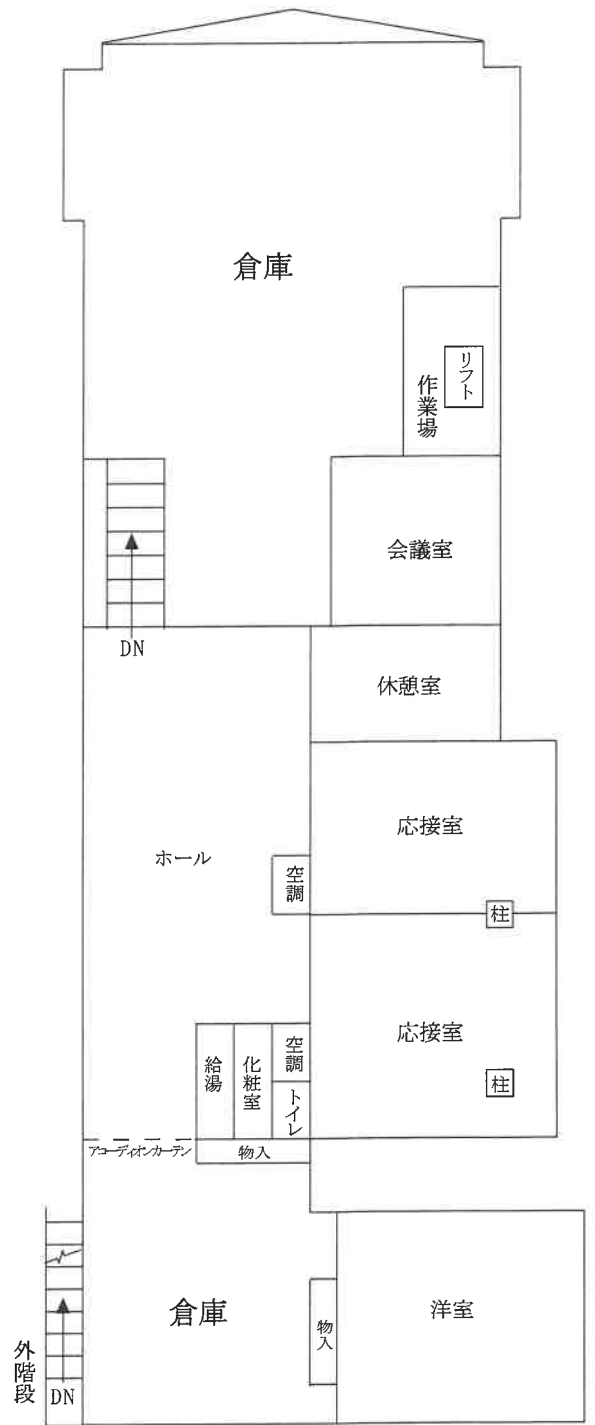 倉庫
リフト
作業場
会議室
DN
休憩室
応接室
ホール
空調
柱
応接室
給湯
化粧室
空調
トイレ
柱
アコーディオンカーテン
物入
倉庫
物入
洋室
外階段
DN